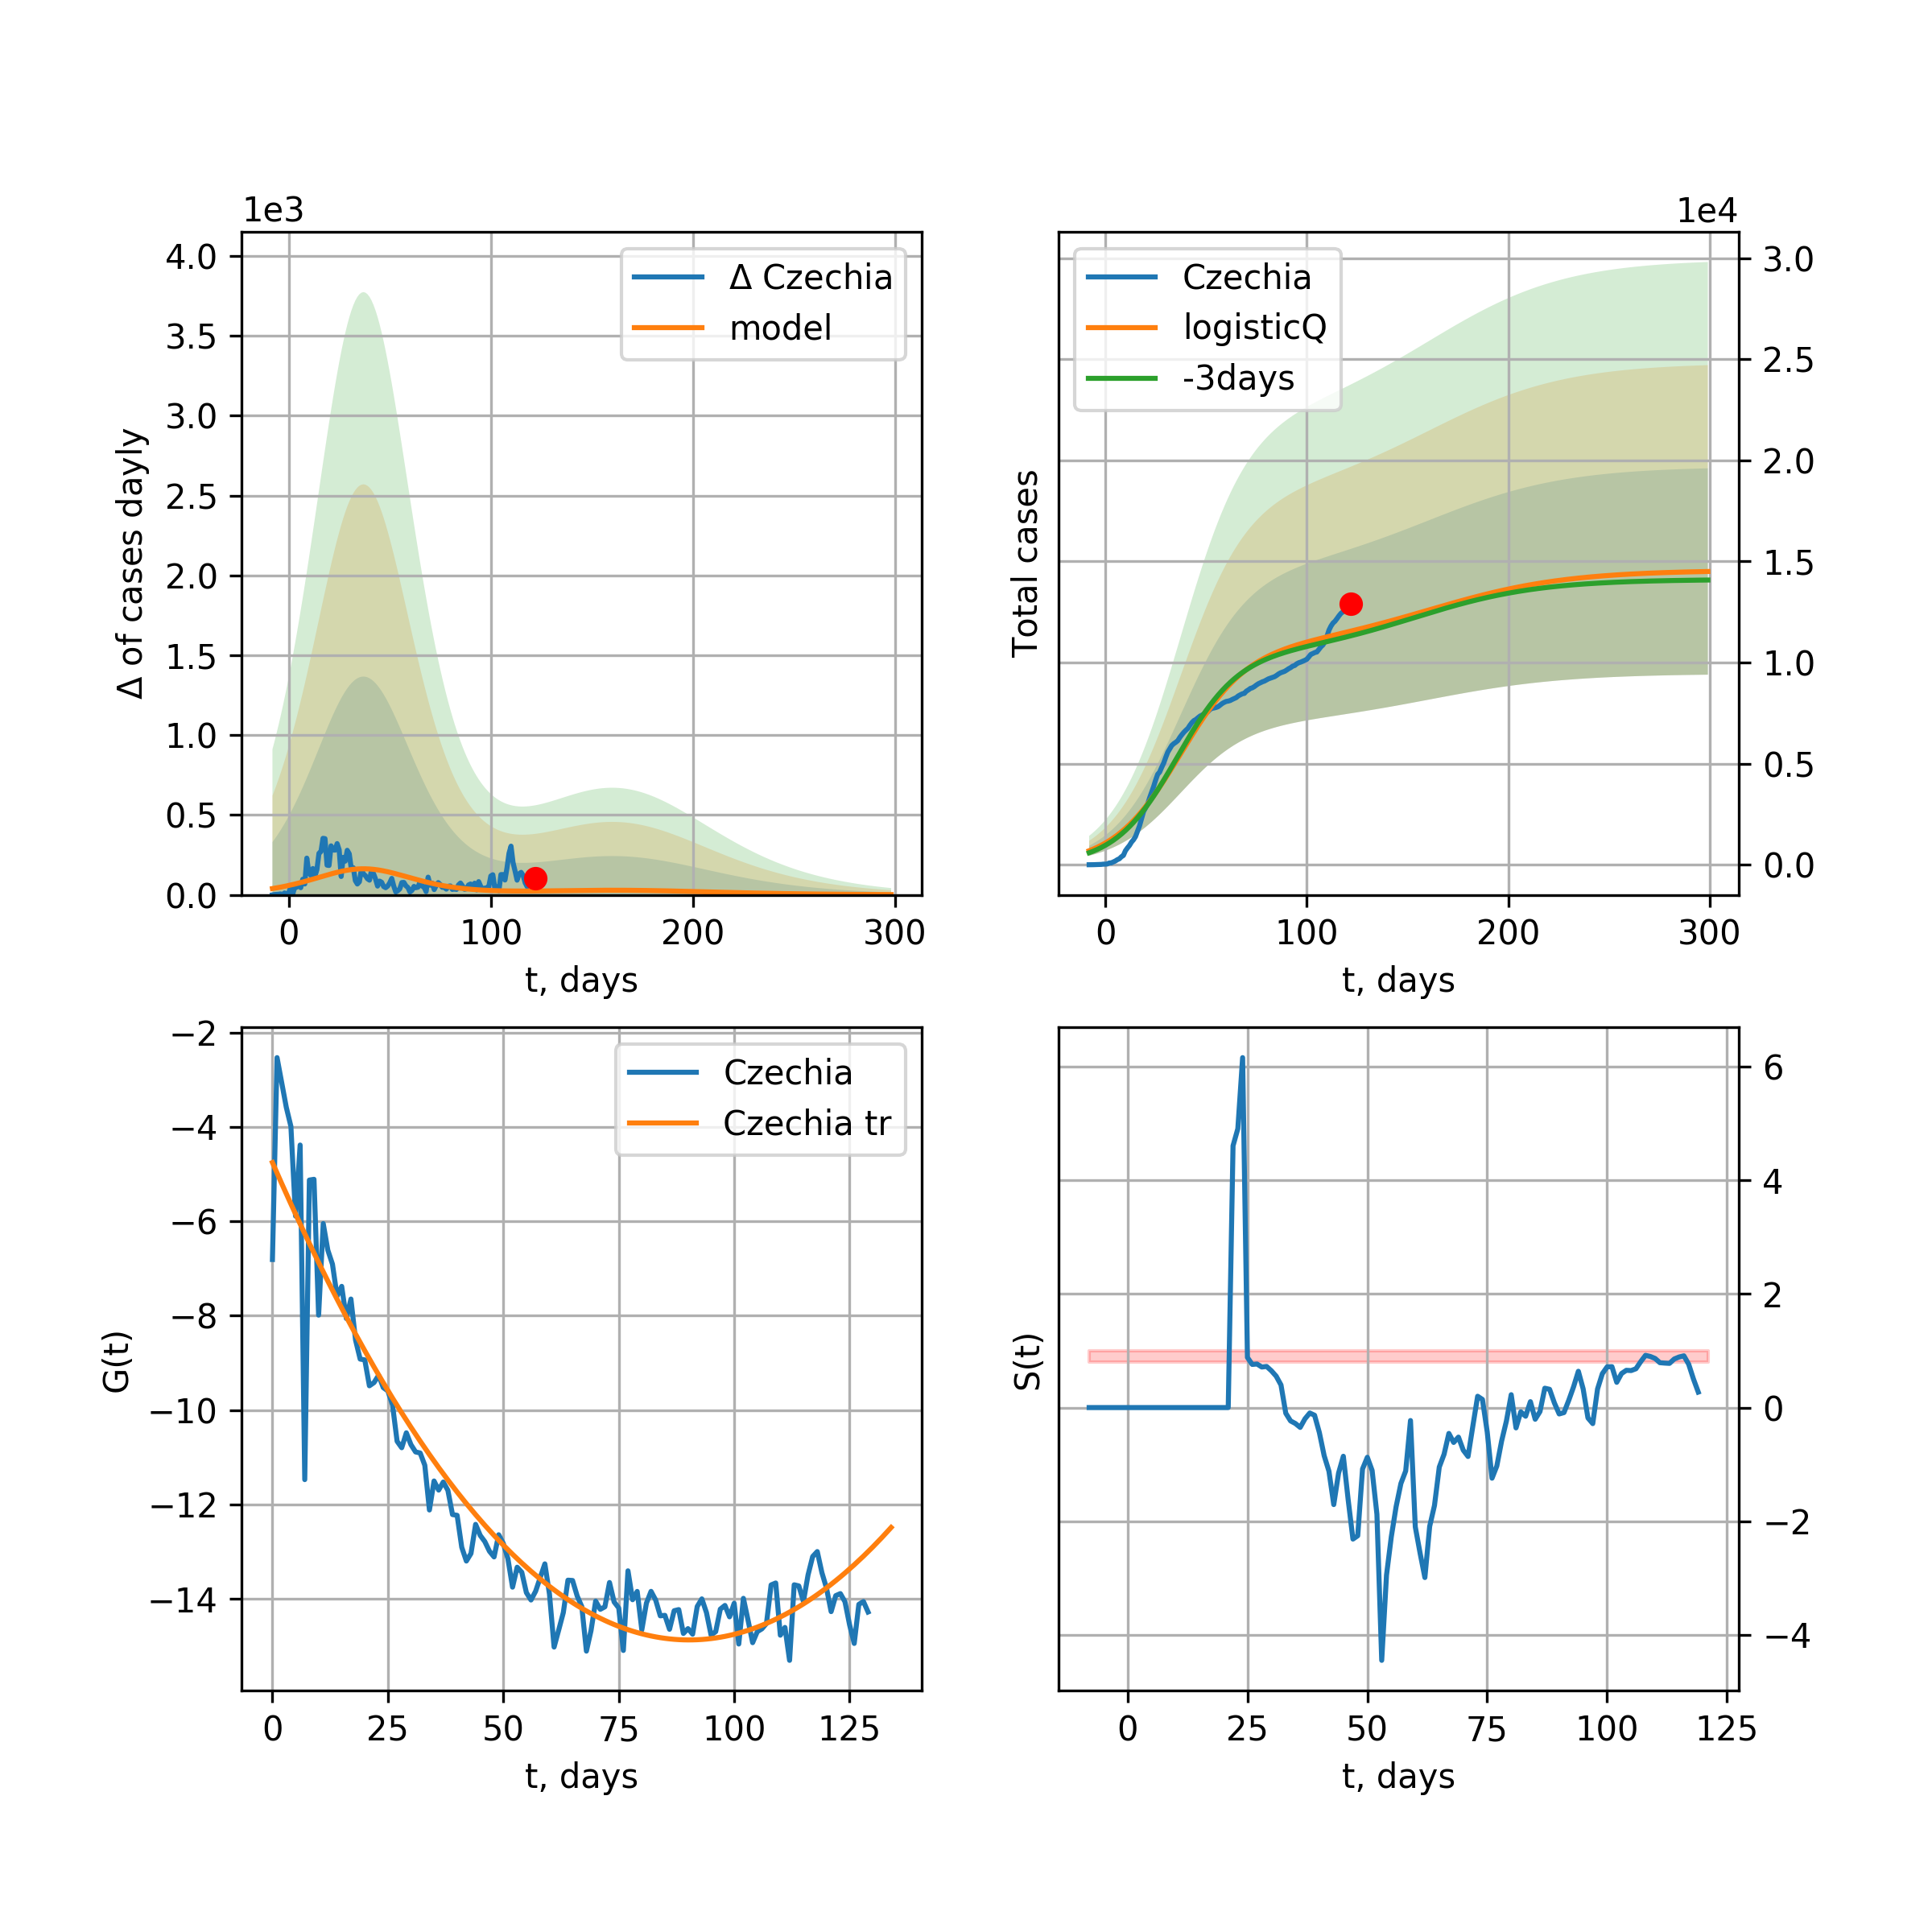 1e3
4.0
3.5
3.0
2.5
2.0
1.5
1.0
0.5
0.0
Δ of cases dayly
Δ Czechia
model
0 100 200 300
t, days
1e4
Czechia
logisticQ
-3days
Total cases
3.0
2.5
2.0
1.5
1.0
0.5
0.0
0 100 200 300
t, days
−2
−4
−6
−8
−10
−12
−14
G(t)
Czechia
Czechia tr
0 25 50 75 100 125
t, days
S(t)
6
4
2
0
−2
−4
0 25 50 75 100 125
t, days